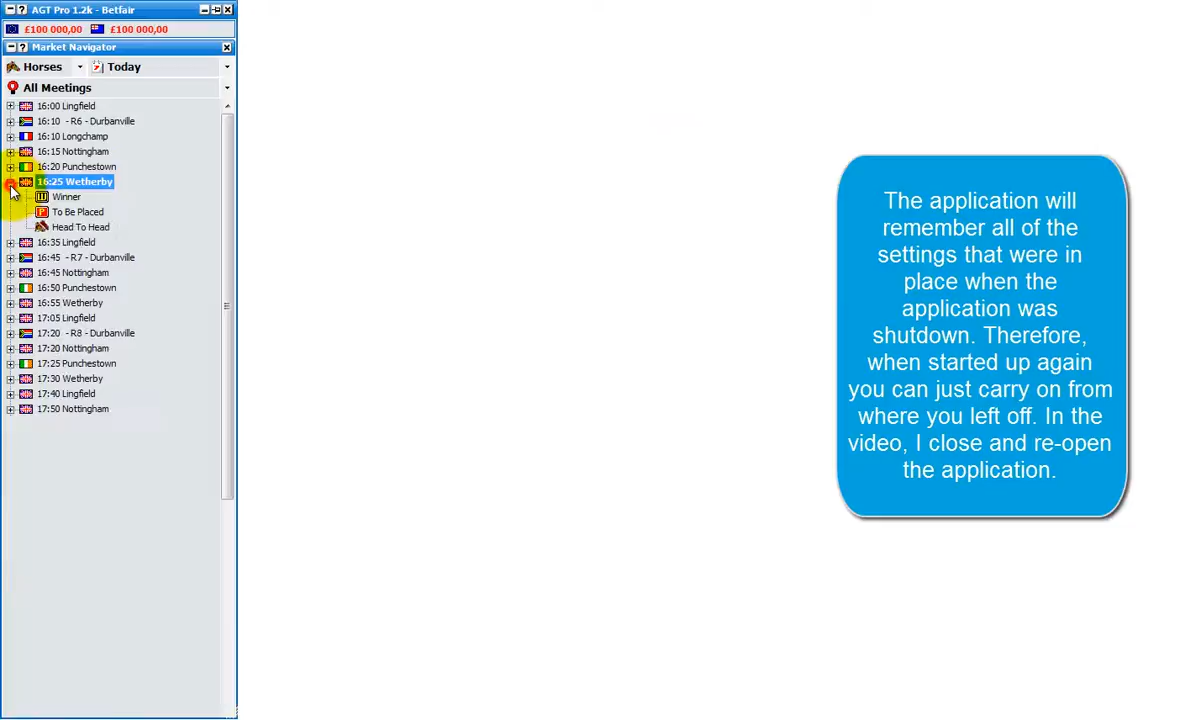 AGT Pro 1.2k - Betfair
£100 000,00 £100 000,00
Market Navigator
Horses Today
All Meetings
16:00 Lingfield
16:10 - R6 - Durbanville
16:10 Longchamp
16:15 Nottingham
16:20 Punchestown
16:25 Wetherby
Winner
To Be Placed
Head To Head
16:35 Lingfield
16:45 - R7 - Durbanville
16:45 Nottingham
16:50 Punchestown
16:55 Wetherby
17:05 Lingfield
17:20 - R8 - Durbanville
17:20 Nottingham
17:25 Punchestown
17:30 Wetherby
17:40 Lingfield
17:50 Nottingham
The application will
remember all of the
settings that were in
place when the
application was
shutdown. Therefore,
when started up again
you can just carry on from
where you left off. In the
video, I close and re-open
the application.